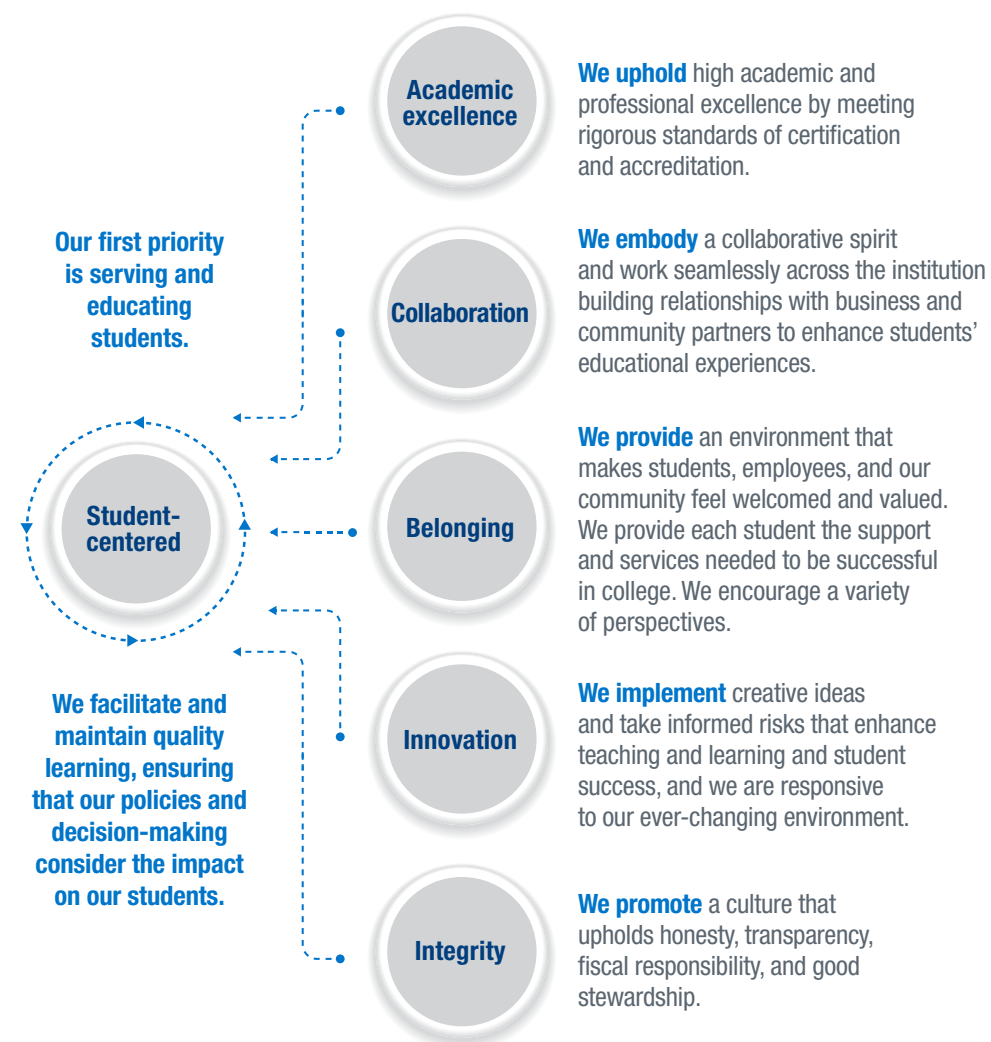 Our first priority
is serving and
educating
students.
Student-
centered
We facilitate and
maintain quality
learning, ensuring
that our policies and
decision-making
consider the impact
on our students.
Academic
excellence
We uphold high academic and
professional excellence by meeting
rigorous standards of certification
and accreditation.
Collaboration
We embody a collaborative spirit
and work seamlessly across the institution
building relationships with business and
community partners to enhance students’
educational experiences.
Belonging
We provide an environment that
makes students, employees, and our
community feel welcomed and valued.
We provide each student the support
and services needed to be successful
in college. We encourage a variety
of perspectives.
Innovation
We implement creative ideas
and take informed risks that enhance
teaching and learning and student
success, and we are responsive
to our ever-changing environment.
Integrity
We promote a culture that
upholds honesty, transparency,
fiscal responsibility, and good
stewardship.